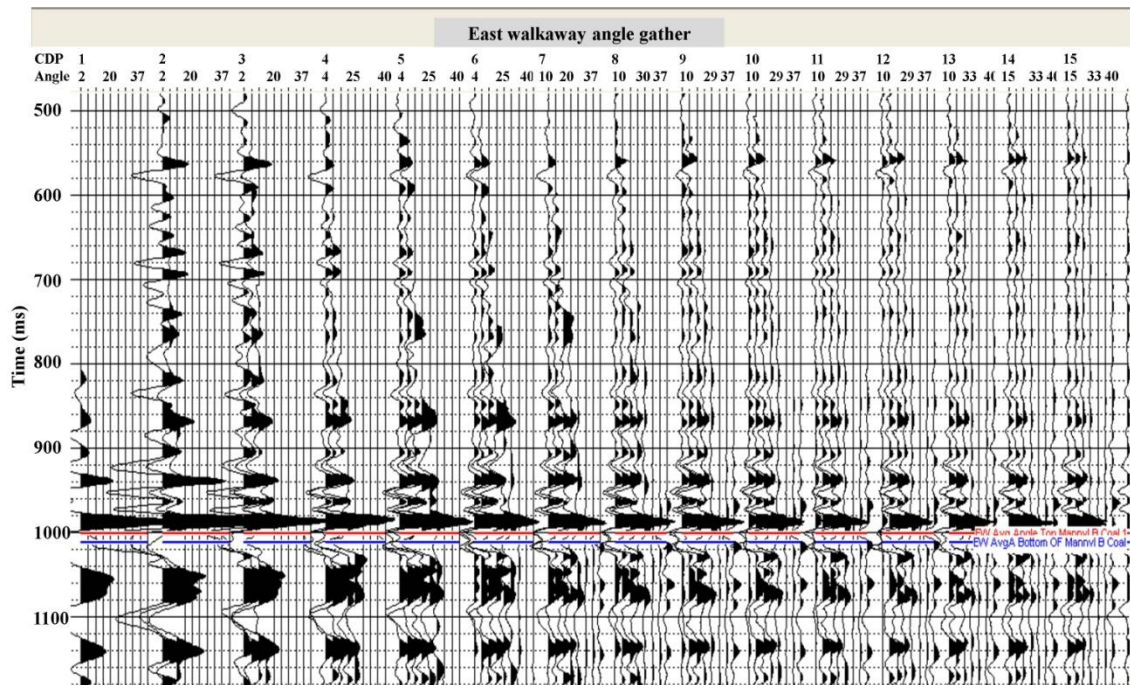 East walkaway angle gather
CDP 1 2 3 4 5 6 7 8 9 10 11 12 13 14 15
Angle 2 20 37 2 20 37 2 20 37 4 25 40 4 25 40 4 25 40 10 20 37 10 30 37 10 29 37 10 29 37 10 29 37 10 29 37 10 33 40 15 33 40 15 33 40
500
600
700
800
Time (ms)
900
1000
EW Avg Angle Top Mannvl B Coal 1
EW AvgA Bottom OF Mannvl B Coal
1100